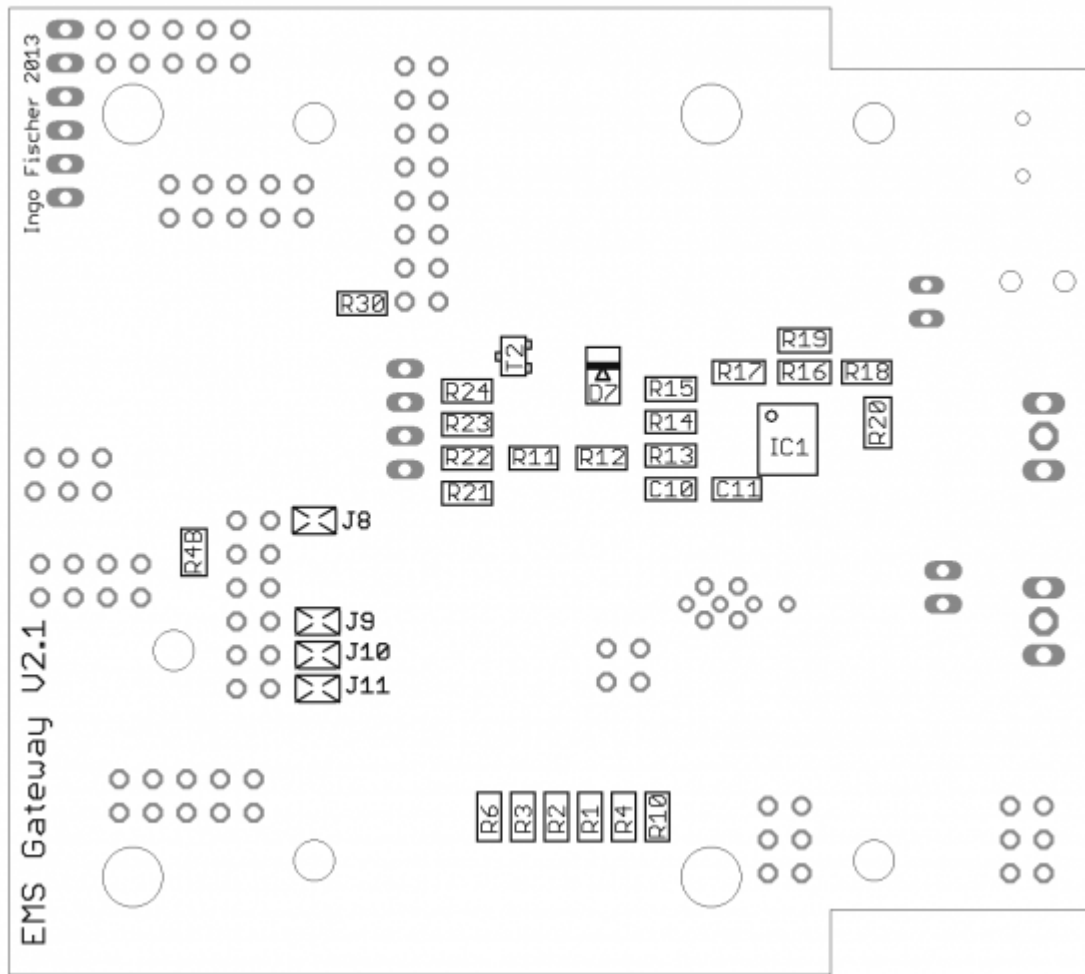 Ingo Fischer 2013
R30
T2
D7
R19
R17
R16
R18
R24
R15
R20
R23
R14
IC1
R22
R11
R12
R13
R21
C10
C11
J8
R4B
J9
J10
J11
EMS Gateway V2.1
R6
R3
R2
R1
R4
R10